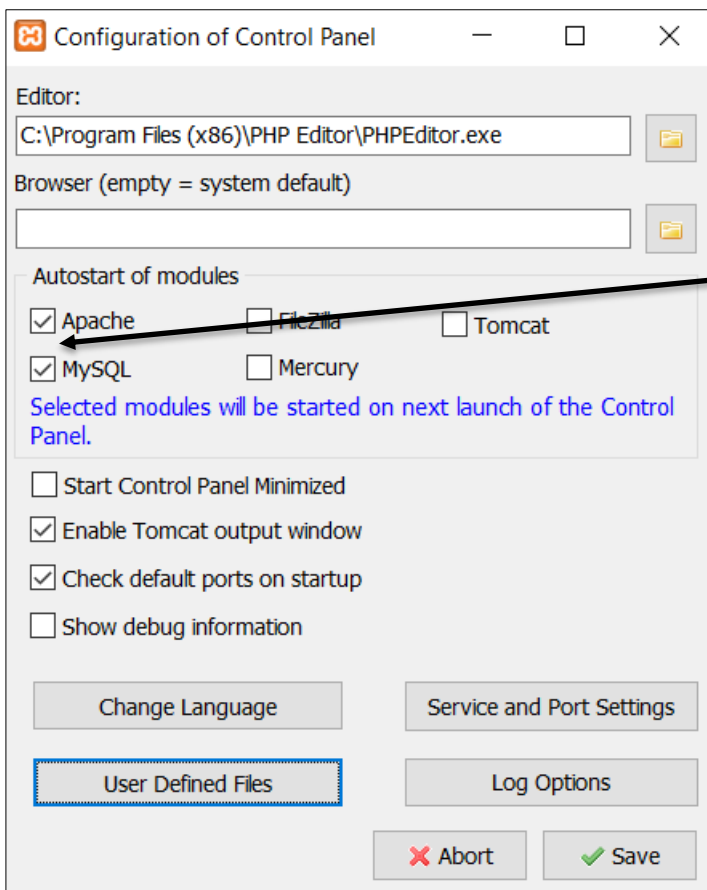 Configuration of Control Panel
Editor:
C:\Program Files (x86)\PHP Editor\PHPEditor.exe
Browser (empty = system default)
Autostart of modules
Apache
FileZilla
Tomcat
MySQL
Mercury
Selected modules will be started on next launch of the Control
Panel.
Start Control Panel Minimized
Enable Tomcat output window
Check default ports on startup
Show debug information
Change Language
Service and Port Settings
User Defined Files
Log Options
Abort
Save